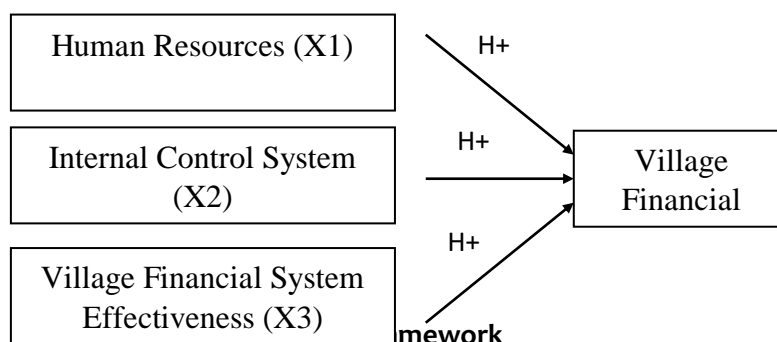 Human Resources (X1)
H+
Internal Control System
(X2)
H+
Village
Financial
Village Financial System
Effectiveness (X3)
H+
mework